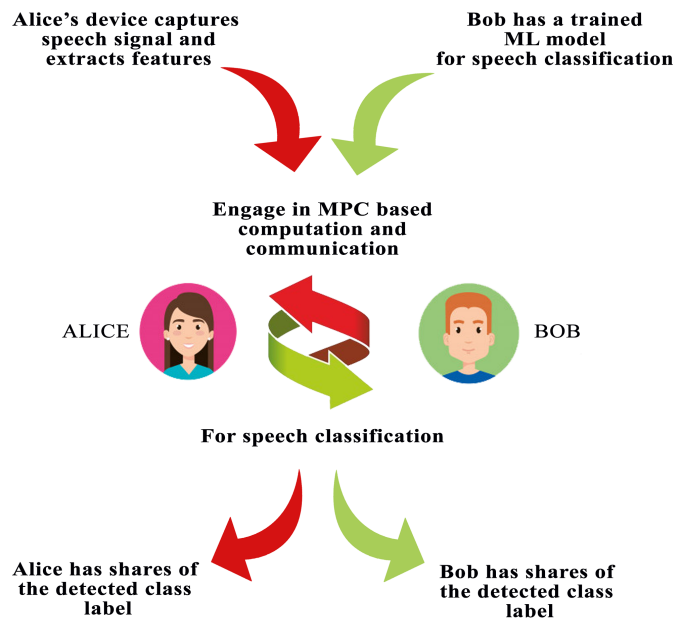 Alice's device captures
speech signal and
extracts features
Bob has a trained
ML model
for speech classification
Engage in MPC based
computation and
communication
ALICE
BOB
For speech classification
Alice has shares of
the detected class
label
Bob has shares of
the detected class
label